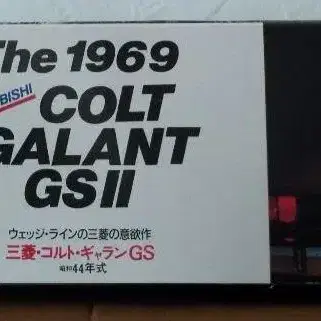 The 1969
BISHI
COLT
GALANT
GSII
ウェッジ・ラインの三菱の意欲作
三菱・コルト・ギャランGS
昭和44年式